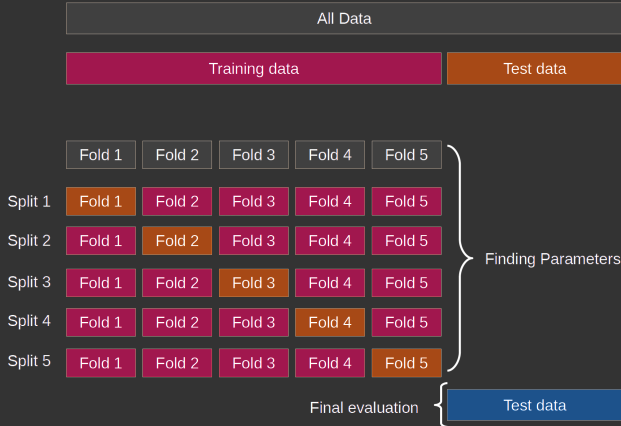 All Data
Training data Test data
Fold 1 Fold 2 Fold 3 Fold 4 Fold 5
Split 1 Fold 1 Fold 2 Fold 3 Fold 4 Fold 5
Split 2 Fold 1 Fold 2 Fold 3 Fold 4 Fold 5
Finding Parameters
Split 3 Fold 1 Fold 2 Fold 3 Fold 4 Fold 5
Split 4 Fold 1 Fold 2 Fold 3 Fold 4 Fold 5
Split 5 Fold 1 Fold 2 Fold 3 Fold 4 Fold 5
Final evaluation Test data